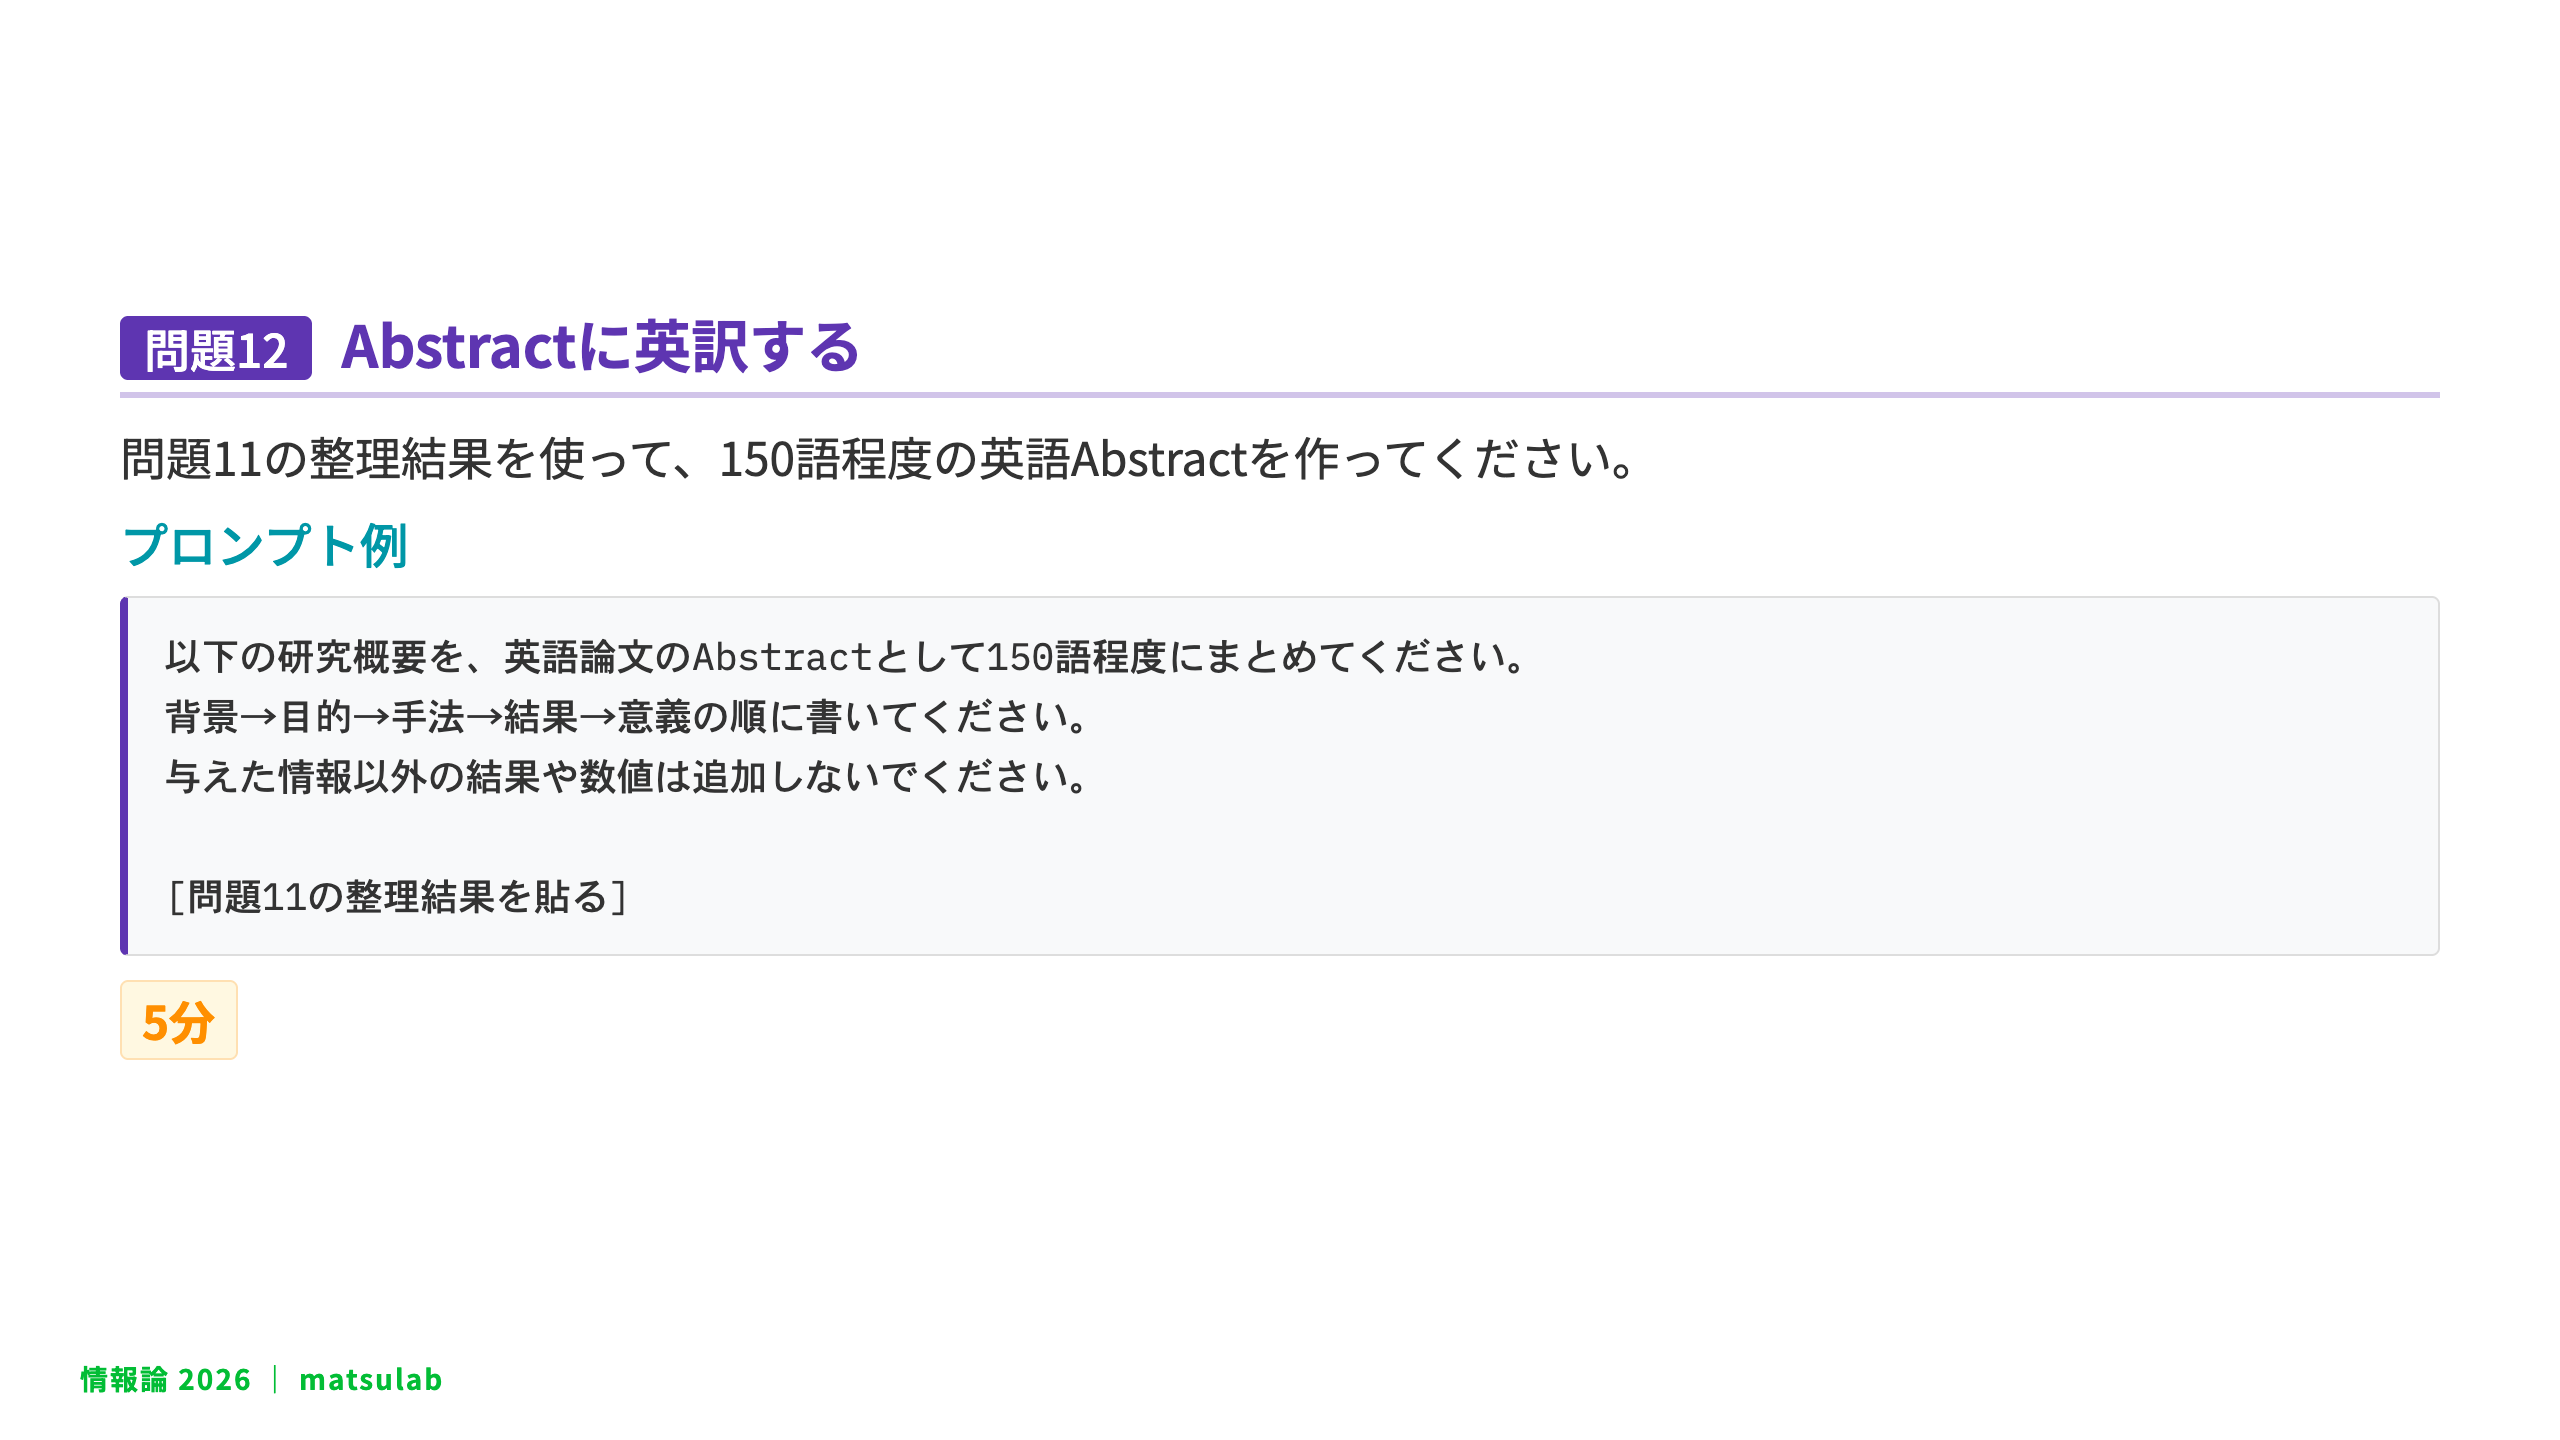 問題12 Abstractに英訳する
問題11の整理結果を使って、150語程度の英語Abstractを作ってください。
プロンプト例
以下の研究概要を、英語論文のAbstractとして150語程度にまとめてください。
背景→目的→手法→結果→意義の順に書いてください。
与えた情報以外の結果や数値は追加しないでください。
[問題11の整理結果を貼る]
5分
情報論 2026 | matsulab